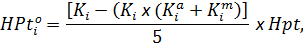 HPt_i^o = [K_i − (K_i x (K_i^a + K_i^m)] / 5 x Hpt,